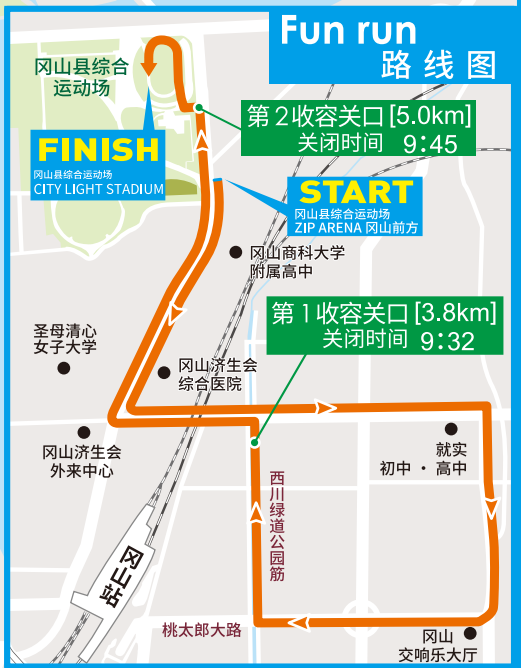 Fun run
路线图
冈山县综合
运动场
第2收容关口[5.0km]
关闭时间 9:45
FINISH
冈山县综合运动场
CITY LIGHT STADIUM
START
冈山县综合运动场
ZIP ARENA 冈山前方
冈山商科大学
附属高中
第1收容关口[3.8km]
关闭时间 9:32
圣母清心
女子大学
冈山济生会
综合医院
冈山济生会
外来中心
就实
初中・高中
西川绿道公园筋
冈山站
桃太郎大路
冈山
交响乐大厅